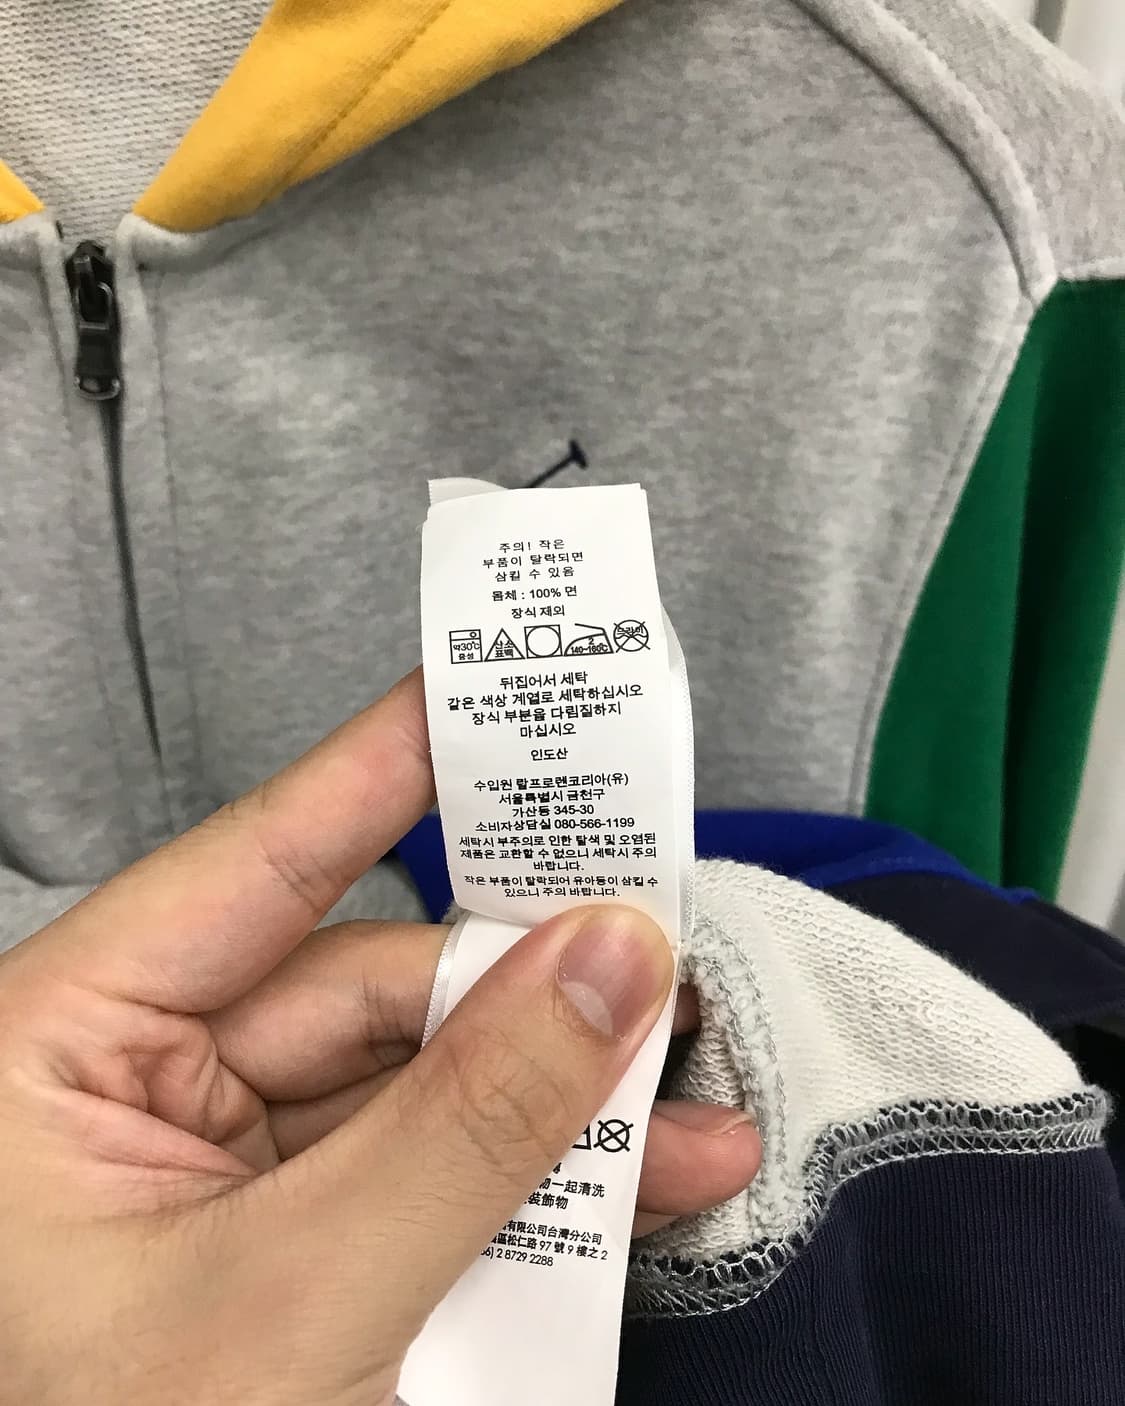 주의! 작은
부품이 탈락되면
삼킬 수 있음
몸체 : 100% 면
장식 제외
약30℃ 중성
산소 표백
2 140~160℃
드라이
뒤집어서 세탁
같은 색상 계열로 세탁하십시오
장식 부분을 다림질하지
마십시오
인도산
수입원 랄프로렌코리아(유)
서울특별시 금천구
가산동 345-30
소비자상담실 080-566-1199
세탁시 부주의로 인한 탈색 및 오염된
제품은 교환할 수 없으니 세탁시 주의
바랍니다.
작은 부품이 탈락되어 유아등이 삼킬 수
있으니 주의 바랍니다.
物一起清洗
裝飾物
有限公司台灣分公司
區松仁路 97 號 9 樓之 2
2 8729 2288